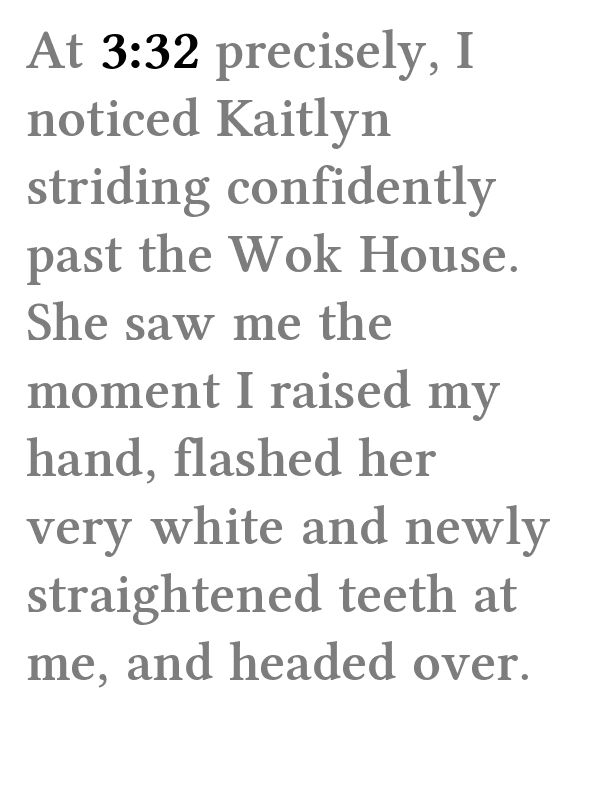 At 3:32 precisely, I
noticed Kaitlyn
striding confidently
past the Wok House.
She saw me the
moment I raised my
hand, flashed her
very white and newly
straightened teeth at
me, and headed over.